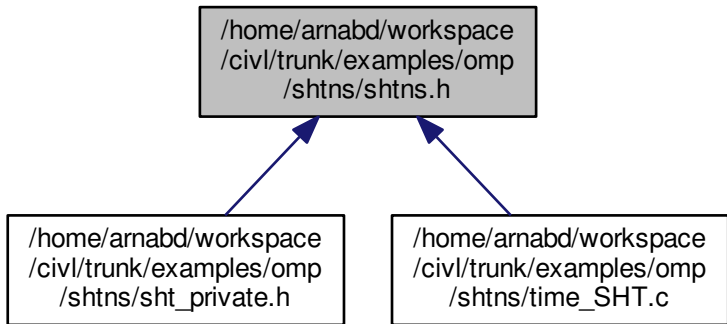 /home/arnabd/workspace
/civl/trunk/examples/omp
/shtns/shtns.h
/home/arnabd/workspace
/civl/trunk/examples/omp
/shtns/sht_private.h
/home/arnabd/workspace
/civl/trunk/examples/omp
/shtns/time_SHT.c